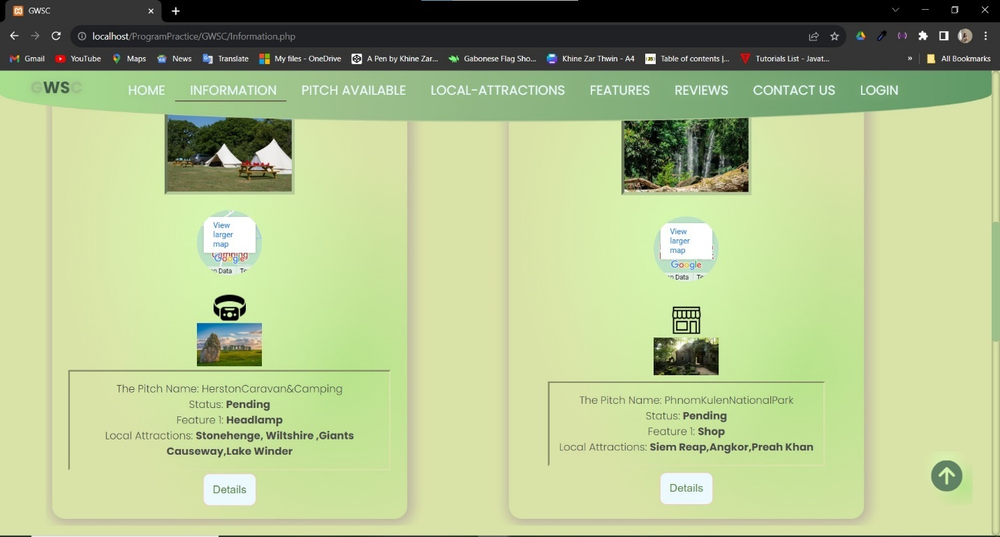 GWSC
localhost/ProgramPractice/GWSC/Information.php
Gmail YouTube Maps News Translate My files - OneDrive A Pen by Khine Zar... Gabonese Flag Sho... Khine Zar Thwin - A4 Table of contents |... Tutorials List - Javat... » All Bookmarks
GWSC HOME INFORMATION PITCH AVAILABLE LOCAL-ATTRACTIONS FEATURES REVIEWS CONTACT US LOGIN
View
larger
map
Camping
Google
Data
The Pitch Name: HerstonCaravan&Camping
Status: Pending
Feature 1: Headlamp
Local Attractions: Stonehenge, Wiltshire ,Giants
Causeway,Lake Winder
Details
View
larger
map
Google
Data
The Pitch Name: PhnomKulenNationalPark
Status: Pending
Feature 1: Shop
Local Attractions: Siem Reap,Angkor,Preah Khan
Details